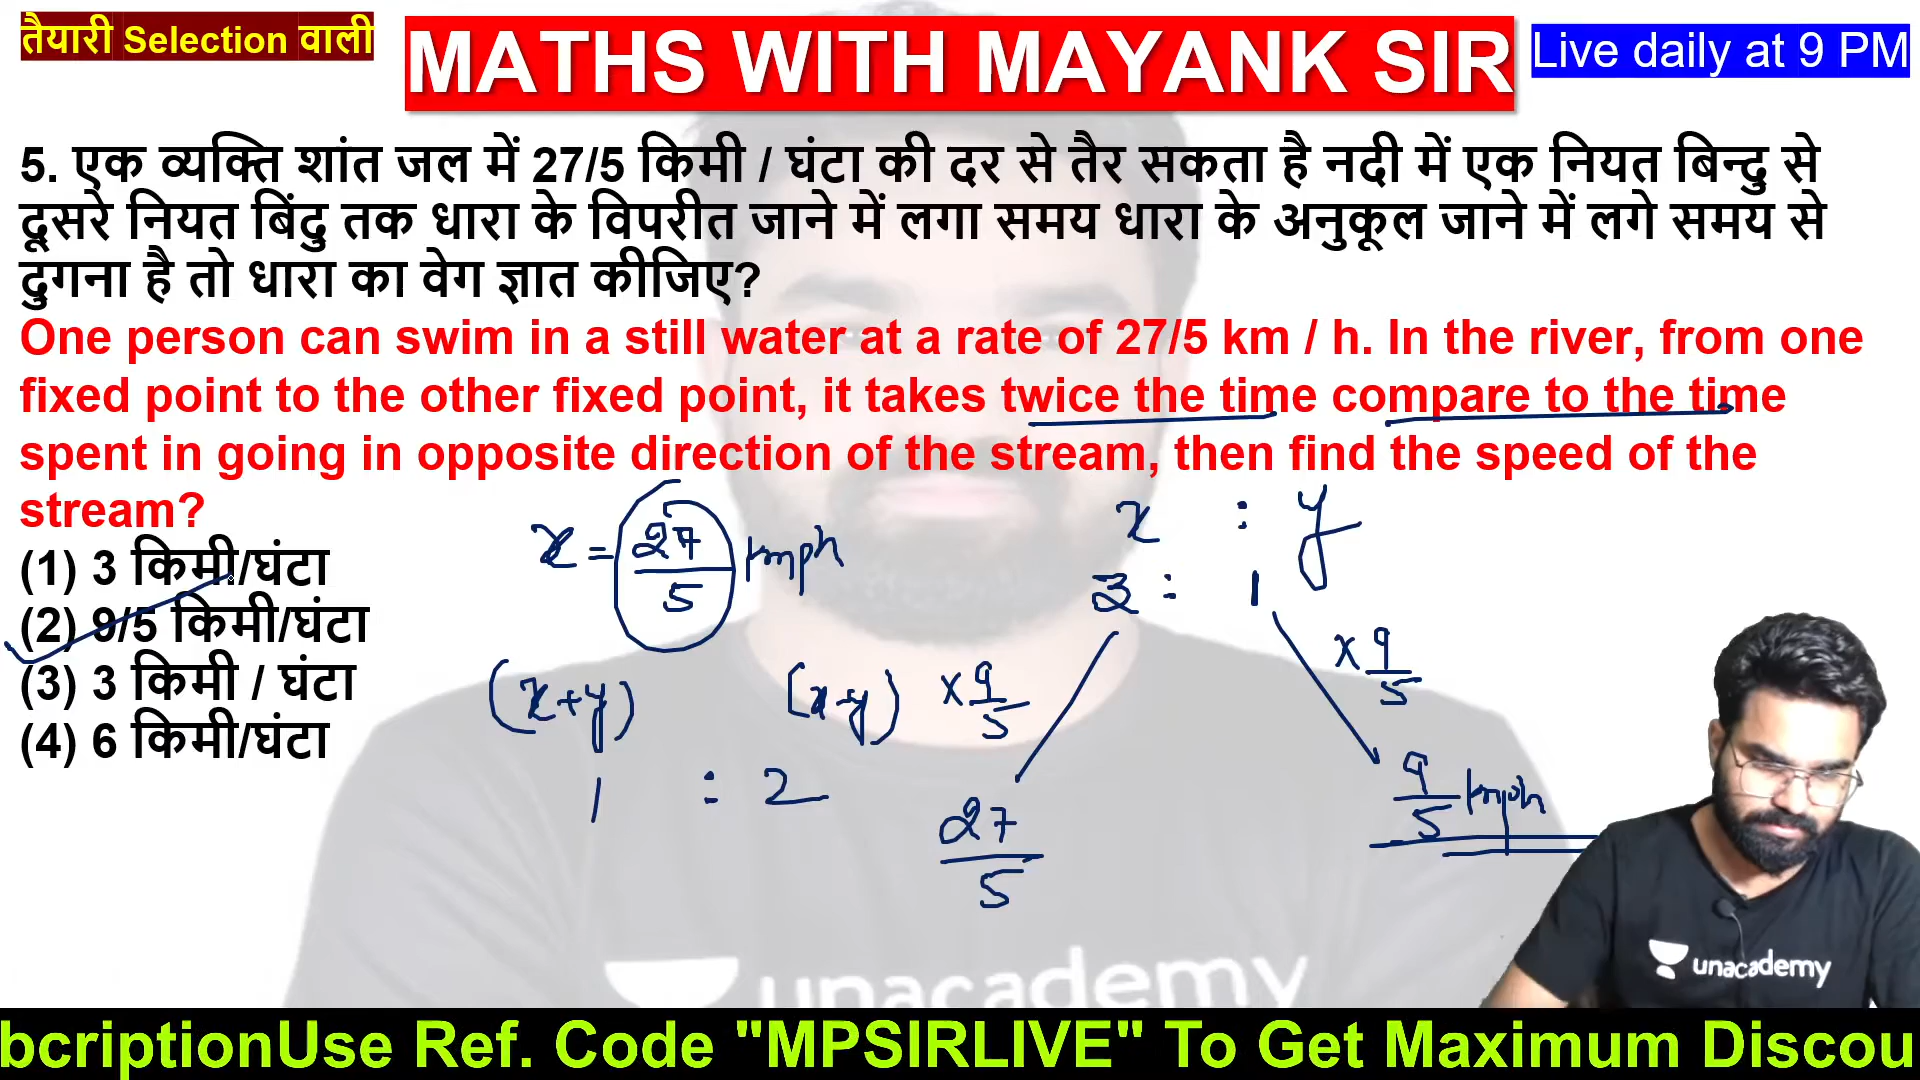 तैयारी Selection वाली
MATHS WITH MAYANK SIR
Live daily at 9 PM
5. एक व्यक्ति शांत जल में 27/5 किमी / घंटा की दर से तैर सकता है नदी में एक नियत बिन्दु से
दूसरे नियत बिंदु तक धारा के विपरीत जाने में लगा समय धारा के अनुकूल जाने में लगे समय से
दुगना है तो धारा का वेग ज्ञात कीजिए?
One person can swim in a still water at a rate of 27/5 km / h. In the river, from one
fixed point to the other fixed point, it takes twice the time compare to the time
spent in going in opposite direction of the stream, then find the speed of the
stream?
(1) 3 किमी/घंटा
(2) 9/5 किमी/घंटा
(3) 3 किमी / घंटा
(4) 6 किमी/घंटा
x = 27/5 kmph
x : y
3 : 1
× 9/5
(x+y) (x-y) × 9/5
1 : 2
27/5
9/5 kmph
unacademy
unacademy
bcriptionUse Ref. Code "MPSIRLIVE" To Get Maximum Discou